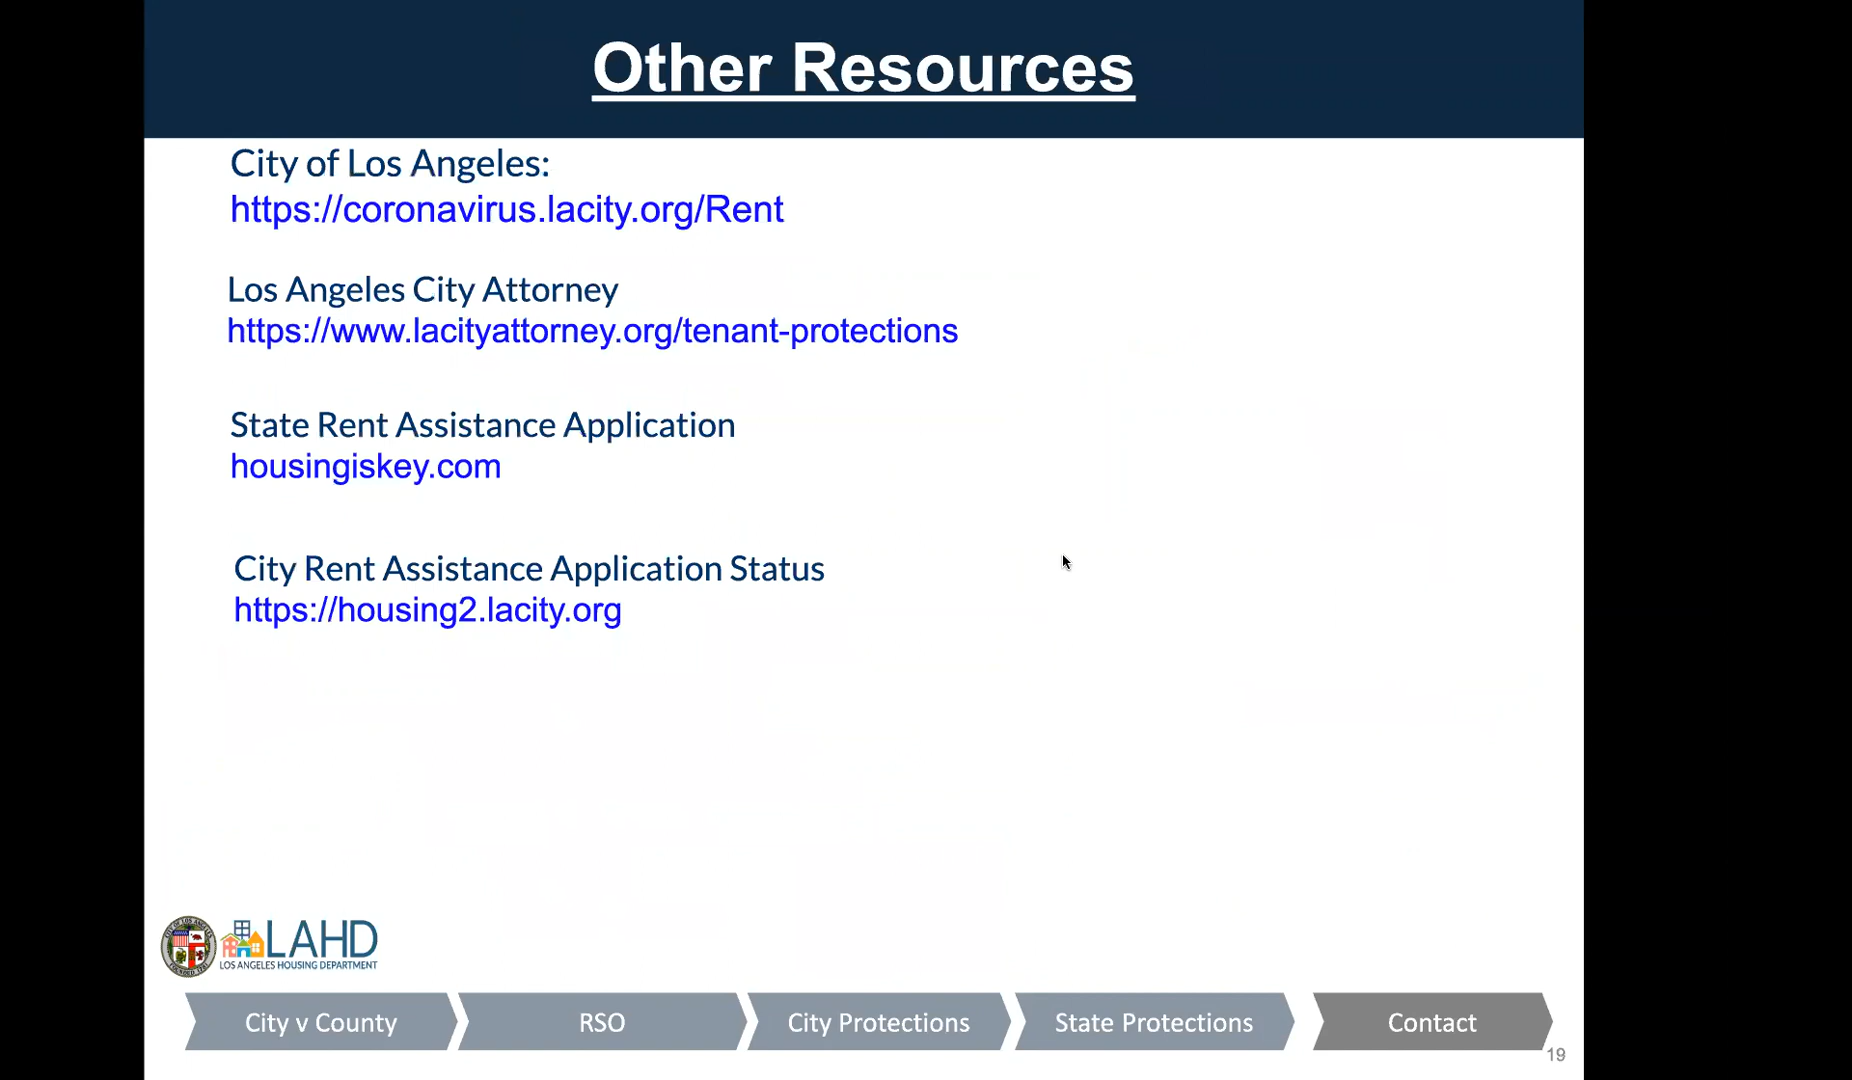 Other Resources
City of Los Angeles:
https://coronavirus.lacity.org/Rent
Los Angeles City Attorney
https://www.lacityattorney.org/tenant-protections
State Rent Assistance Application
housingiskey.com
City Rent Assistance Application Status
https://housing2.lacity.org
LAHD
LOS ANGELES HOUSING DEPARTMENT
City v County
RSO
City Protections
State Protections
Contact
19